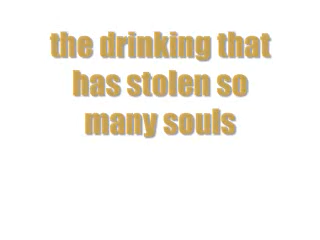 the drinking that
has stolen so
many souls